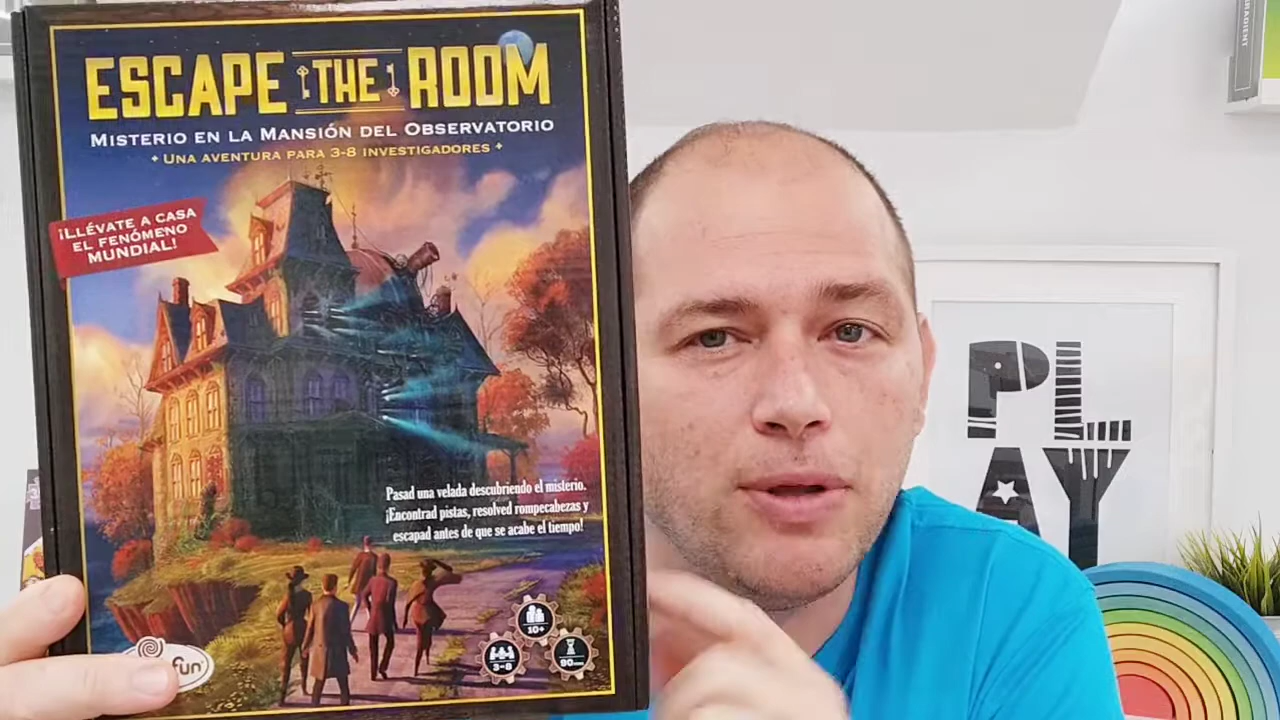 ESCAPE THE ROOM
MISTERIO EN LA MANSIÓN DEL OBSERVATORIO
UNA AVENTURA PARA 3-8 INVESTIGADORES
¡LLÉVATE A CASA
EL FENÓMENO
MUNDIAL!
Pasad una velada descubriendo el misterio.
¡Encontrad pistas, resolved rompecabezas y
escapad antes de que se acabe el tiempo!
10+
3-8
90
fun
PL
AY